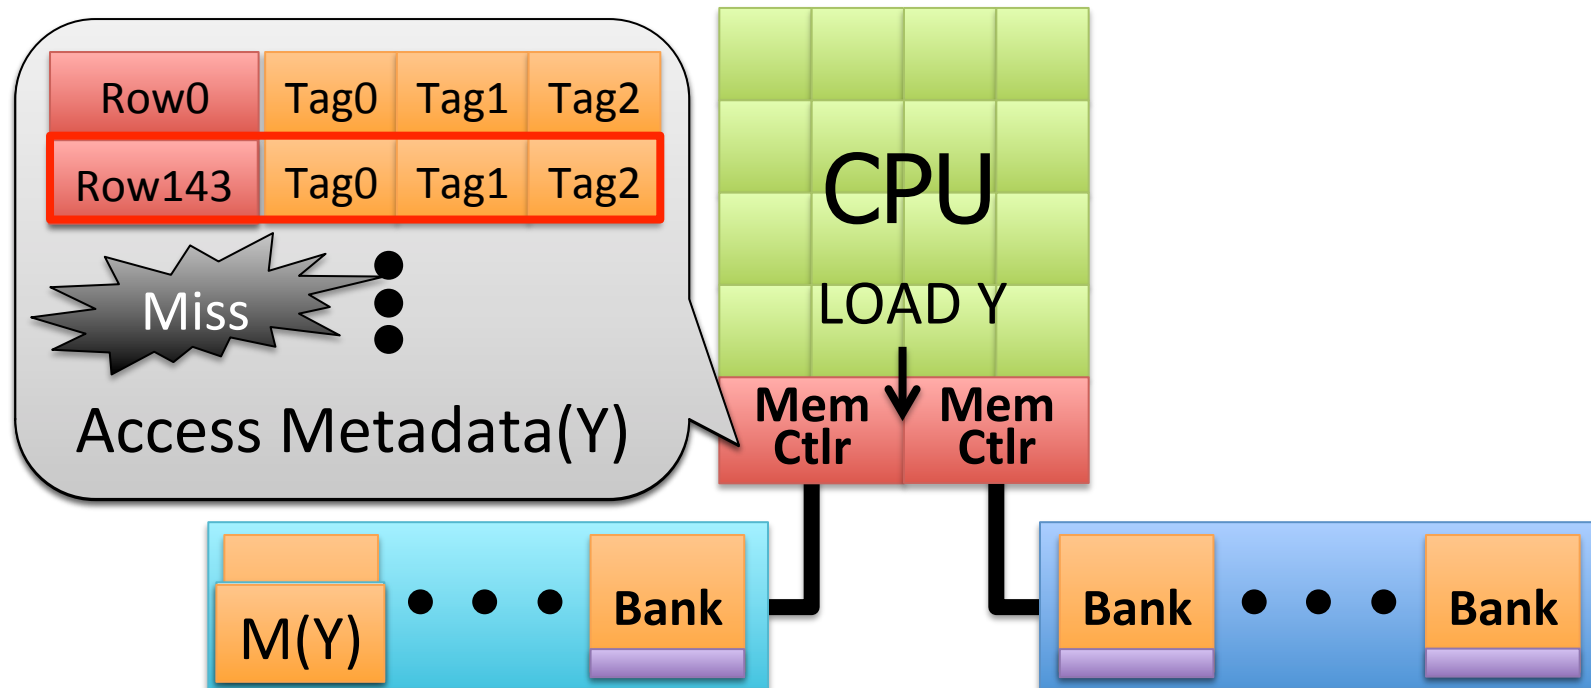 Row0 Tag0 Tag1 Tag2
Row143 Tag0 Tag1 Tag2
Miss
Access Metadata(Y)
CPU
LOAD Y
Mem Mem
Ctlr Ctlr
M(Y) Bank Bank Bank